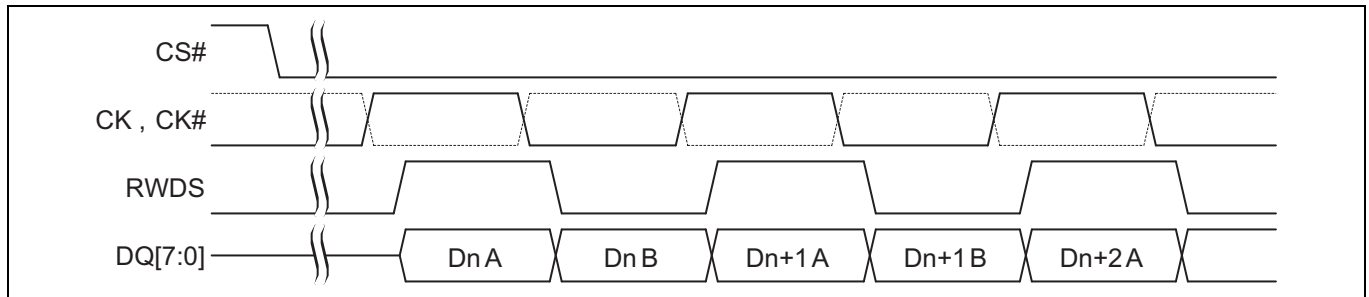 CS#
CK , CK#
RWDS
DQ[7:0]
Dn A
Dn B
Dn+1 A
Dn+1 B
Dn+2 A